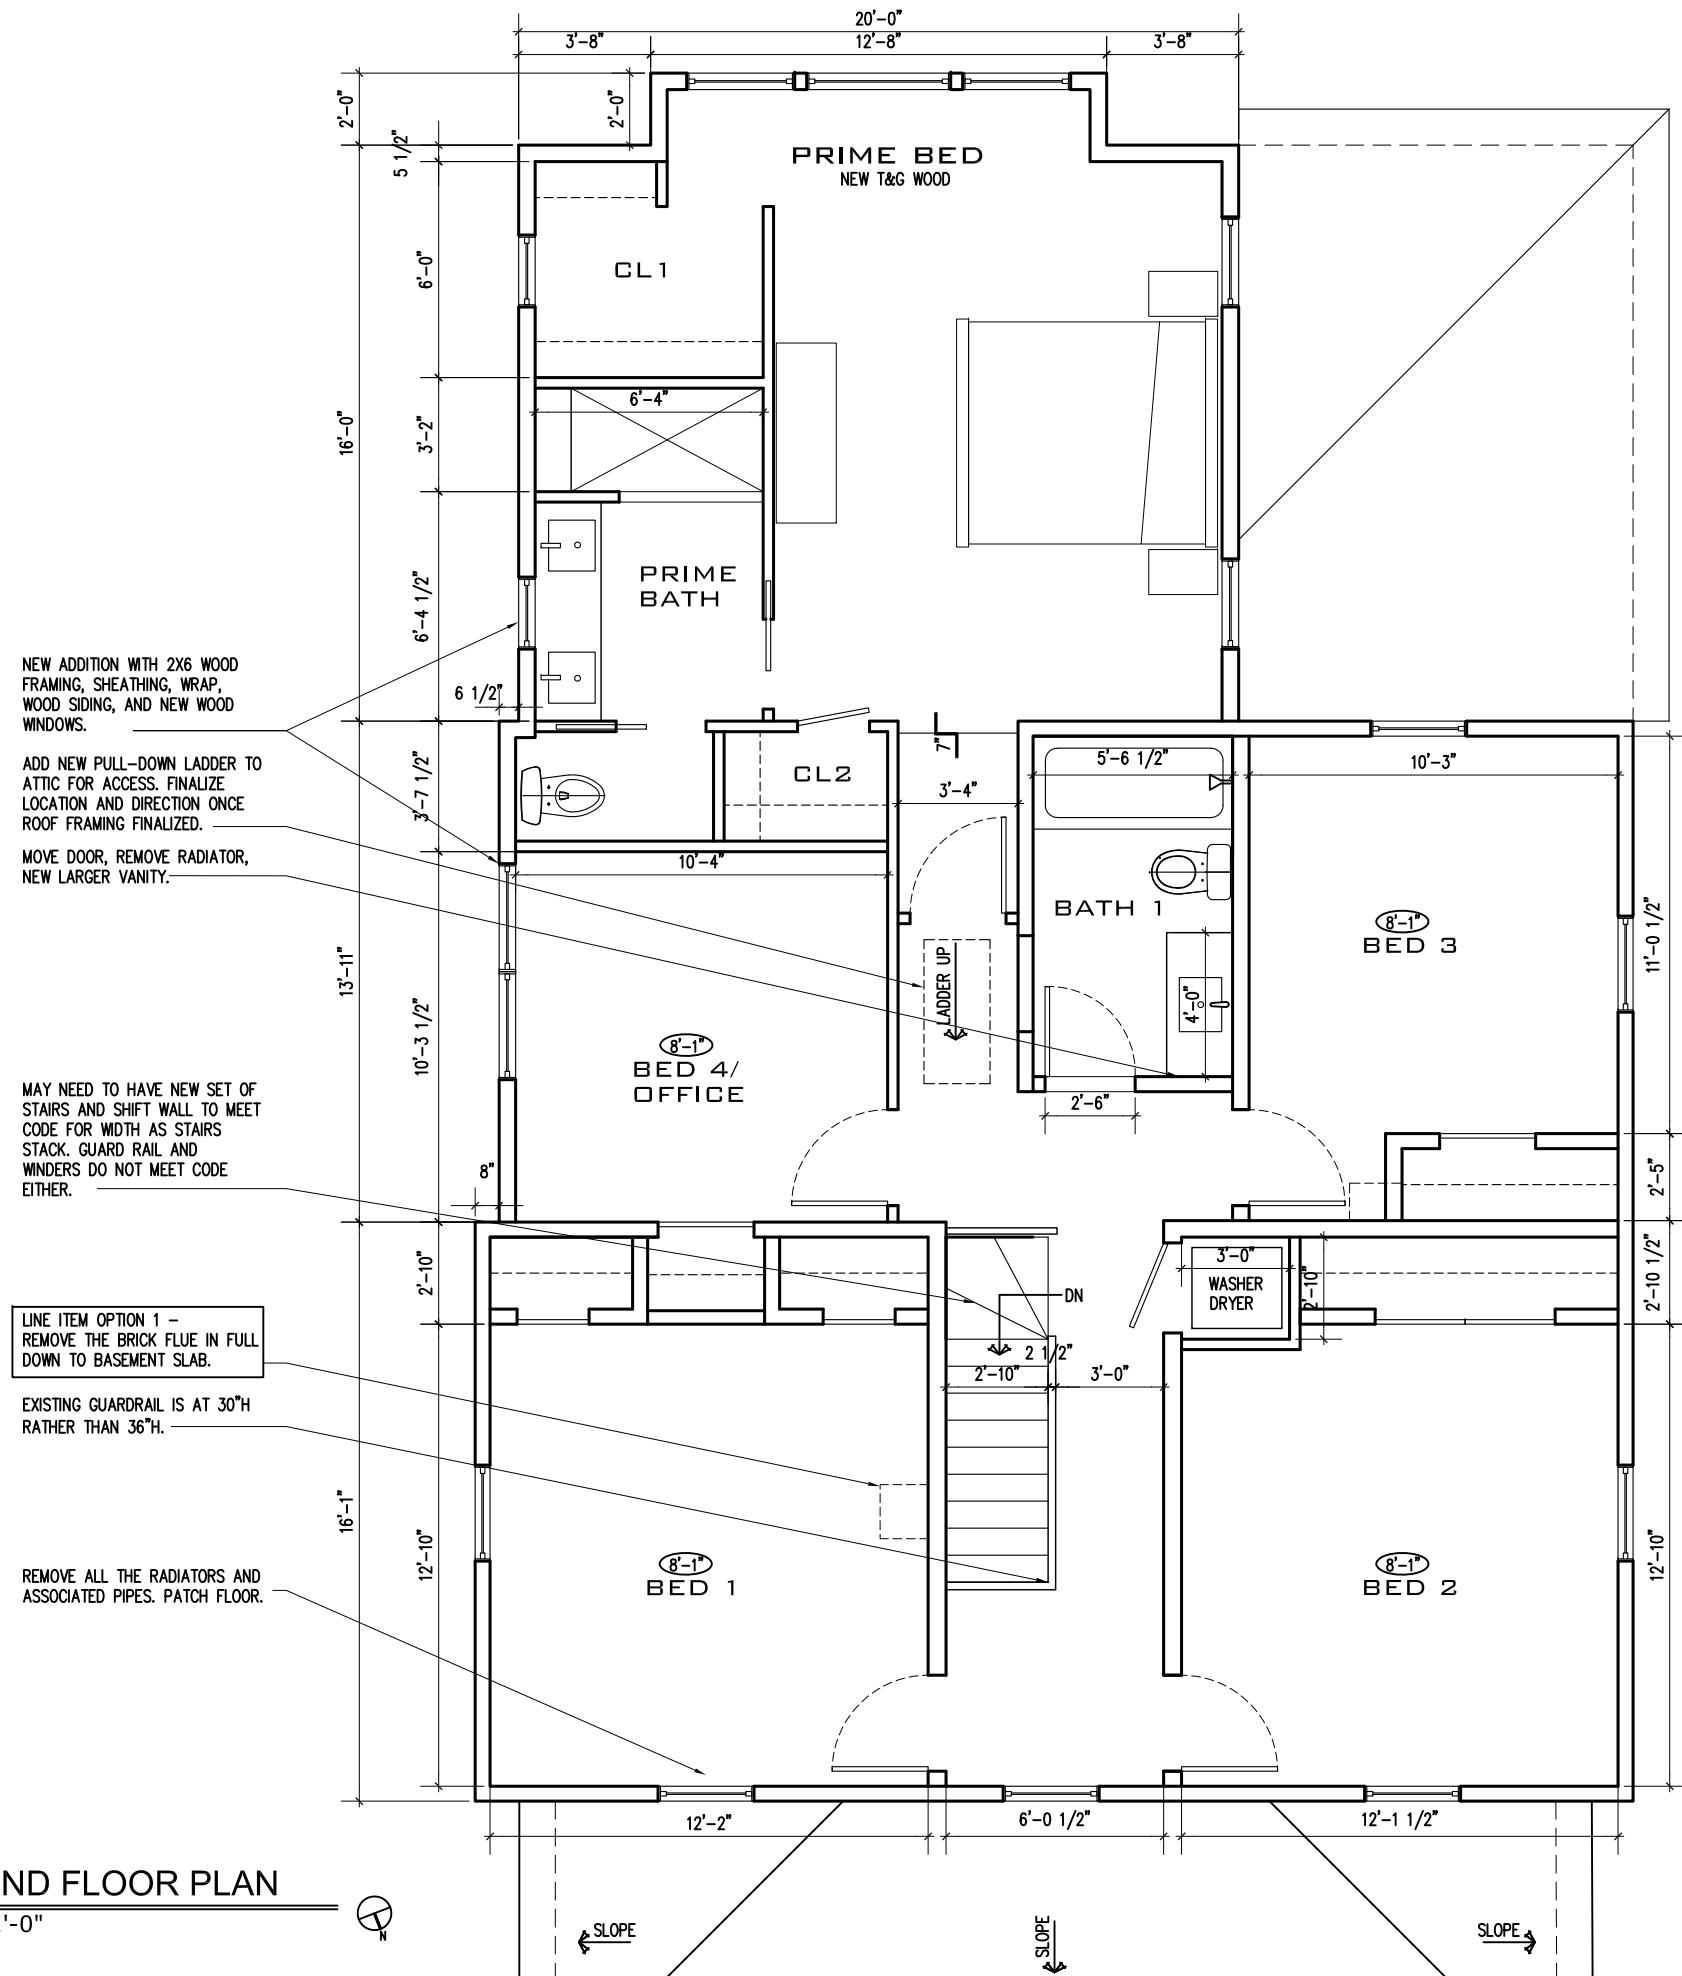 20'-0"
3'-8"
12'-8"
3'-8"
2'-0"
2'-0"
5 1/2"
PRIME BED
NEW T&G WOOD
6'-0"
CL1
16'-0"
3'-2"
6'-4"
6'-4 1/2"
PRIME
BATH
NEW ADDITION WITH 2X6 WOOD
FRAMING, SHEATHING, WRAP,
WOOD SIDING, AND NEW WOOD
WINDOWS.
6 1/2"
ADD NEW PULL-DOWN LADDER TO
ATTIC FOR ACCESS. FINALIZE
LOCATION AND DIRECTION ONCE
ROOF FRAMING FINALIZED.
MOVE DOOR, REMOVE RADIATOR,
NEW LARGER VANITY.
3'-7 1/2"
CL2
7"
3'-4"
5'-6 1/2"
10'-3"
10'-4"
BATH 1
8'-1"
BED 3
11'-0 1/2"
13'-11"
10'-3 1/2"
LADDER UP
4'-0"
8'-1"
BED 4/
OFFICE
2'-6"
MAY NEED TO HAVE NEW SET OF
STAIRS AND SHIFT WALL TO MEET
CODE FOR WIDTH AS STAIRS
STACK. GUARD RAIL AND
WINDERS DO NOT MEET CODE
EITHER.
8"
2'-5"
2'-10"
3'-0"
WASHER
DRYER
2'-10"
2'-10 1/2"
DN
LINE ITEM OPTION 1 -
REMOVE THE BRICK FLUE IN FULL
DOWN TO BASEMENT SLAB.
2 1/2"
2'-10"
3'-0"
EXISTING GUARDRAIL IS AT 30"H
RATHER THAN 36"H.
16'-1"
12'-10"
8'-1"
BED 1
8'-1"
BED 2
12'-10"
REMOVE ALL THE RADIATORS AND
ASSOCIATED PIPES. PATCH FLOOR.
12'-2"
6'-0 1/2"
12'-1 1/2"
ND FLOOR PLAN
'-0"
N
SLOPE
SLOPE
SLOPE